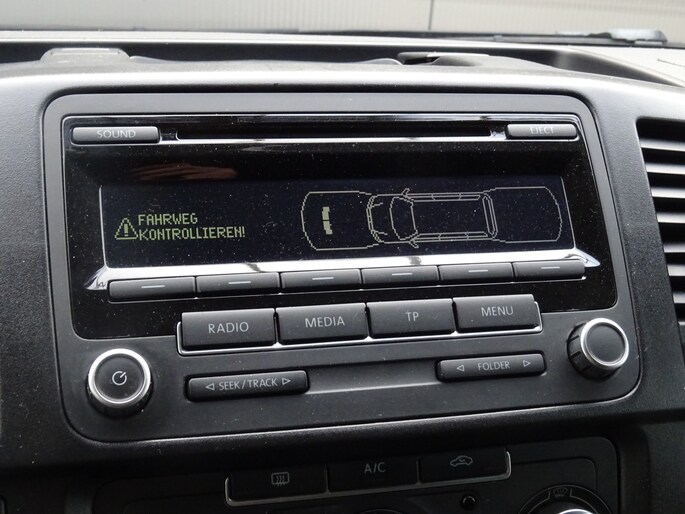 SOUND
EJECT
FAHRWEG
KONTROLLIEREN!
RADIO
MEDIA
TP
MENU
SEEK/TRACK
FOLDER
A/C